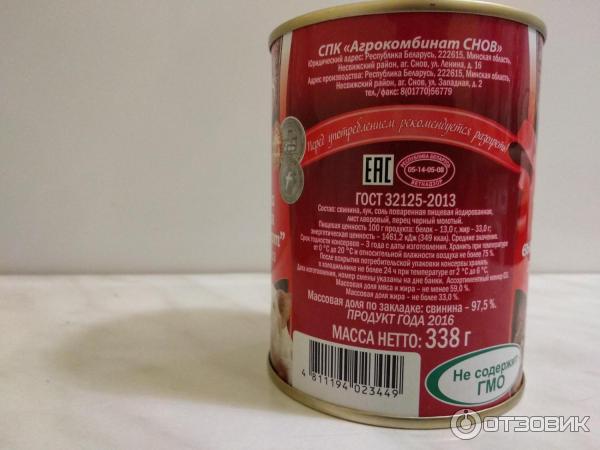 СПК «Агрокомбинат СНОВ»
Юридический адрес: Республика Беларусь, 222615, Минская область,
Несвижский район, аг. Снов, ул. Ленина, д. 16
Адрес производства: Республика Беларусь, 222615, Минская область,
Несвижский район, аг. Снов, ул. Западная, д. 2
тел./факс: 8(01770)56779
Перед употреблением рекомендуется разогреть!
ЕАС
РЕСПУБЛИКА БЕЛАРУСЬ
05-14-05-08
ВЕТНАДЗОР
ГОСТ 32125-2013
Состав: свинина, лук, соль поваренная пищевая йодированная,
лист лавровый, перец черный молотый.
Пищевая ценность 100 г продукта: белок – 13,0 г, жир – 33,0 г;
энергетическая ценность – 1461,2 кДж (349 ккал). Средние значения.
Срок годности консервов – 3 года с даты изготовления. Хранить при температуре
от 0 °С до 20 °С и относительной влажности воздуха не более 75 %.
После вскрытия потребительской упаковки консервы хранить
в холодильнике не более 24 ч при температуре от 2 °С до 6 °С.
Дата изготовления, номер смены указаны на дне банки. Ассортиментный номер
Массовая доля мяса и жира – не менее 59,0 %.
Массовая доля жира – не более 33,0 %.
Массовая доля по закладке: свинина – 97,5 %.
ПРОДУКТ ГОДА 2016
МАССА НЕТТО: 338 г
4 811194 023449
Не содержит
ГМО
ОТЗОВИК